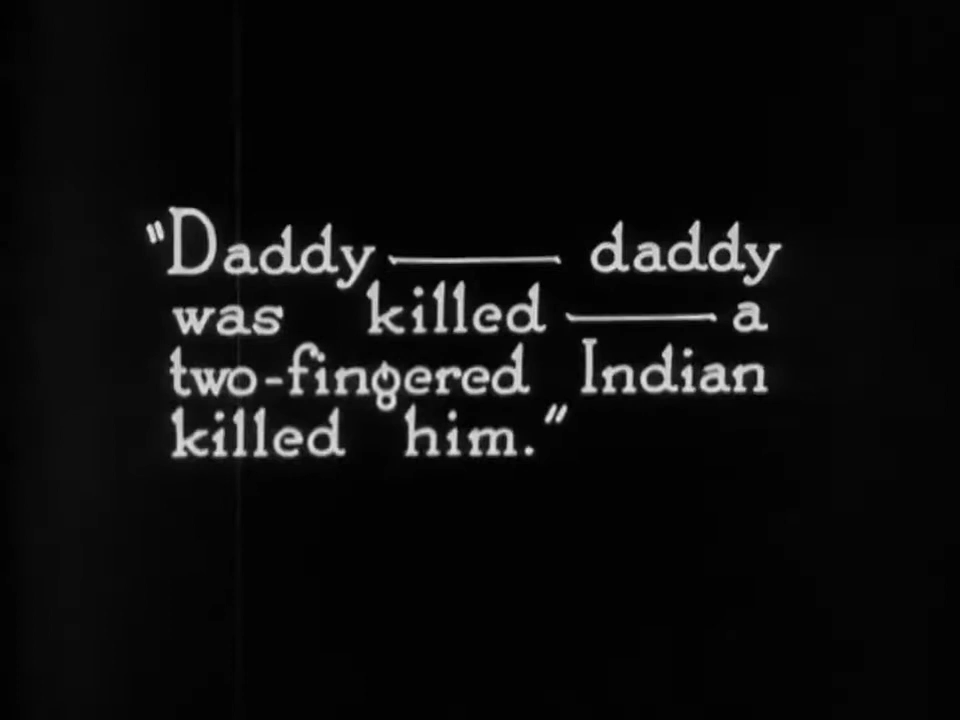 "Daddy —— daddy
was killed —— a
two-fingered Indian
killed him."